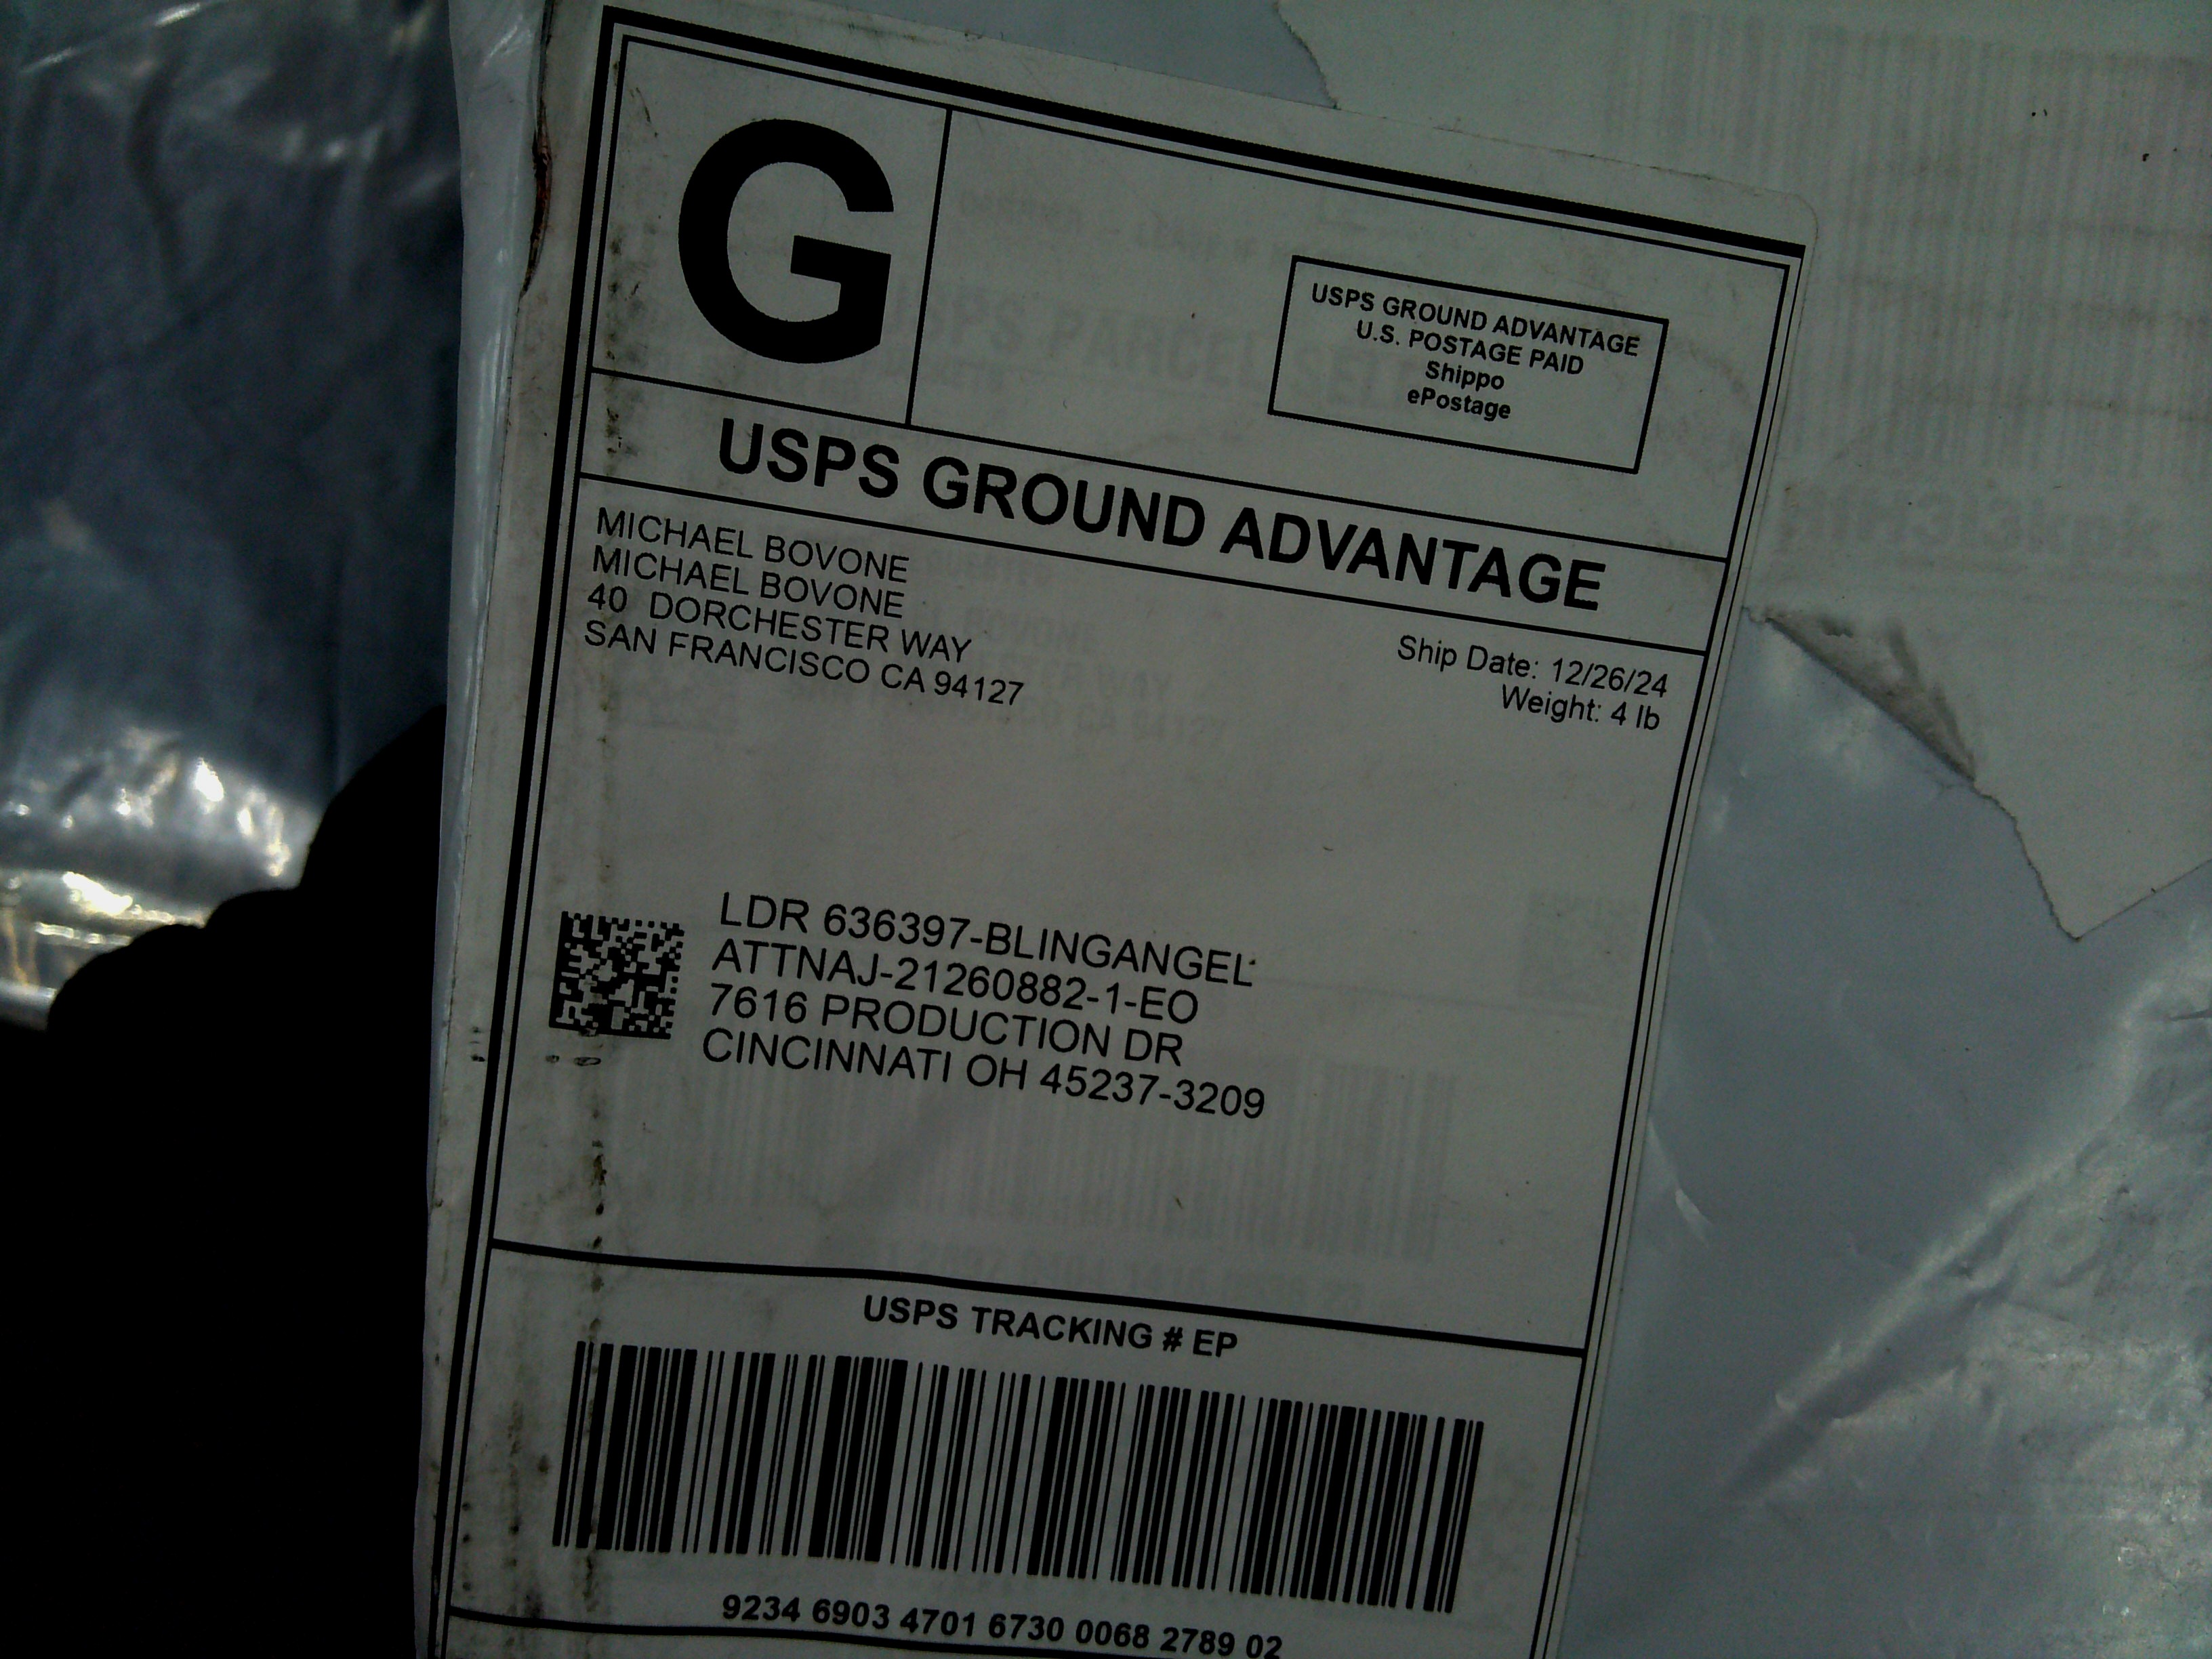 G
USPS GROUND ADVANTAGE
U.S. POSTAGE PAID
Shippo
ePostage
USPS GROUND ADVANTAGE
MICHAEL BOVONE
MICHAEL BOVONE
40 DORCHESTER WAY
SAN FRANCISCO CA 94127
Ship Date: 12/26/24
Weight: 4 lb
LDR 636397-BLINGANGEL
ATTNAJ-21260882-1-EO
7616 PRODUCTION DR
CINCINNATI OH 45237-3209
USPS TRACKING # EP
9234 6903 4701 6730 0068 2789 02